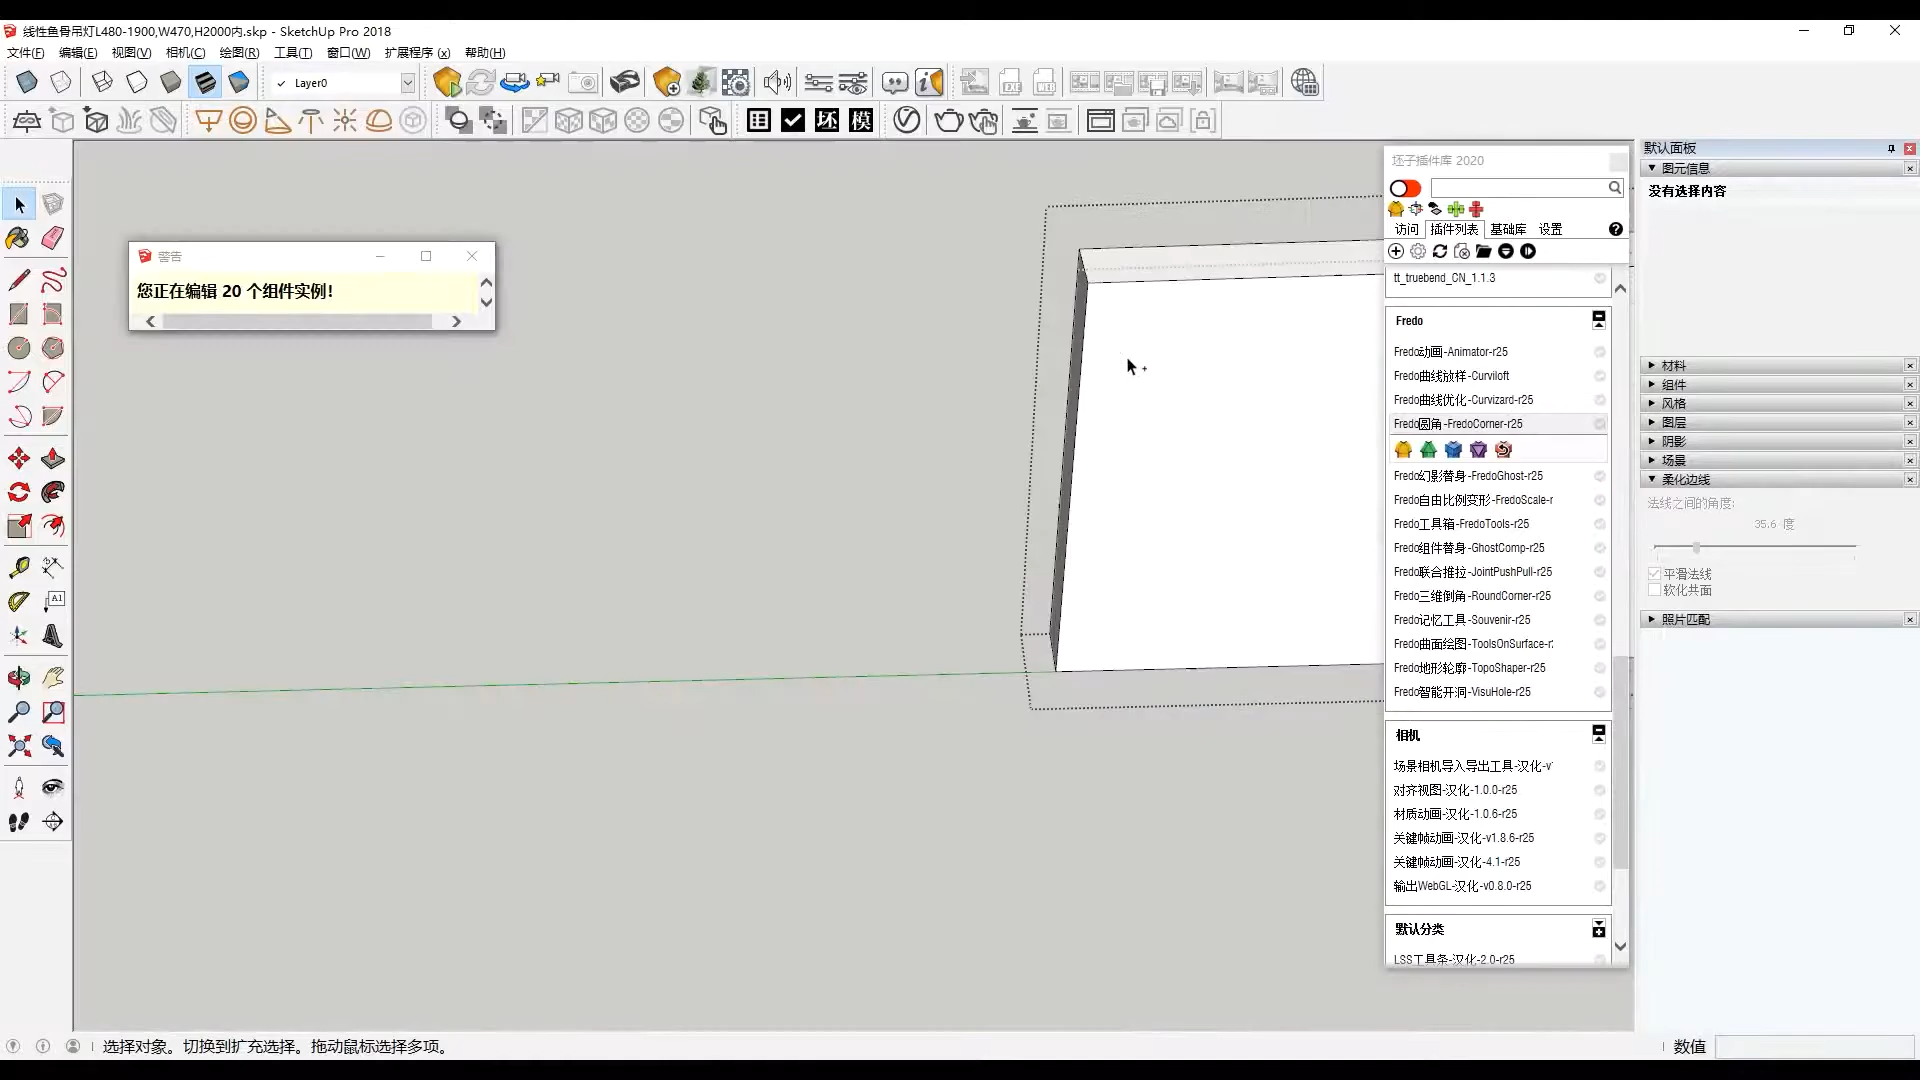 线性鱼骨吊灯L480-1900,W470,H2000内.skp - SketchUp Pro 2018
文件(F) 编辑(E) 视图(V) 相机(C) 绘图(R) 工具(T) 窗口(W) 扩展程序 (x) 帮助(H)
Layer0
坯 模
警告
您正在编辑 20 个组件实例!
坯子插件库 2020
访问 插件列表 基础库 设置
tt_truebend_CN_1.1.3
Fredo
Fredo动画-Animator-r25
Fredo曲线放样-Curviloft
Fredo曲线优化-Curvizard-r25
Fredo圆角-FredoCorner-r25
Fredo幻影替身-FredoGhost-r25
Fredo自由比例变形-FredoScale-r
Fredo工具箱-FredoTools-r25
Fredo组件替身-GhostComp-r25
Fredo联合推拉-JointPushPull-r25
Fredo三维倒角-RoundCorner-r25
Fredo记忆工具-Souvenir-r25
Fredo曲面绘图-ToolsOnSurface-r
Fredo地形轮廓-TopoShaper-r25
Fredo智能开洞-VisuHole-r25
相机
场景相机导入导出工具-汉化-v
对齐视图-汉化-1.0.0-r25
材质动画-汉化-1.0.6-r25
关键帧动画-汉化-v1.8.6-r25
关键帧动画-汉化-4.1-r25
输出WebGL-汉化-v0.8.0-r25
默认分类
LSS工具条-汉化-2.0-r25
默认面板
图元信息
没有选择内容
材料
组件
风格
图层
阴影
场景
柔化边线
法线之间的角度:
35.6 度
平滑法线
软化共面
照片匹配
选择对象。切换到扩充选择。拖动鼠标选择多项。
数值